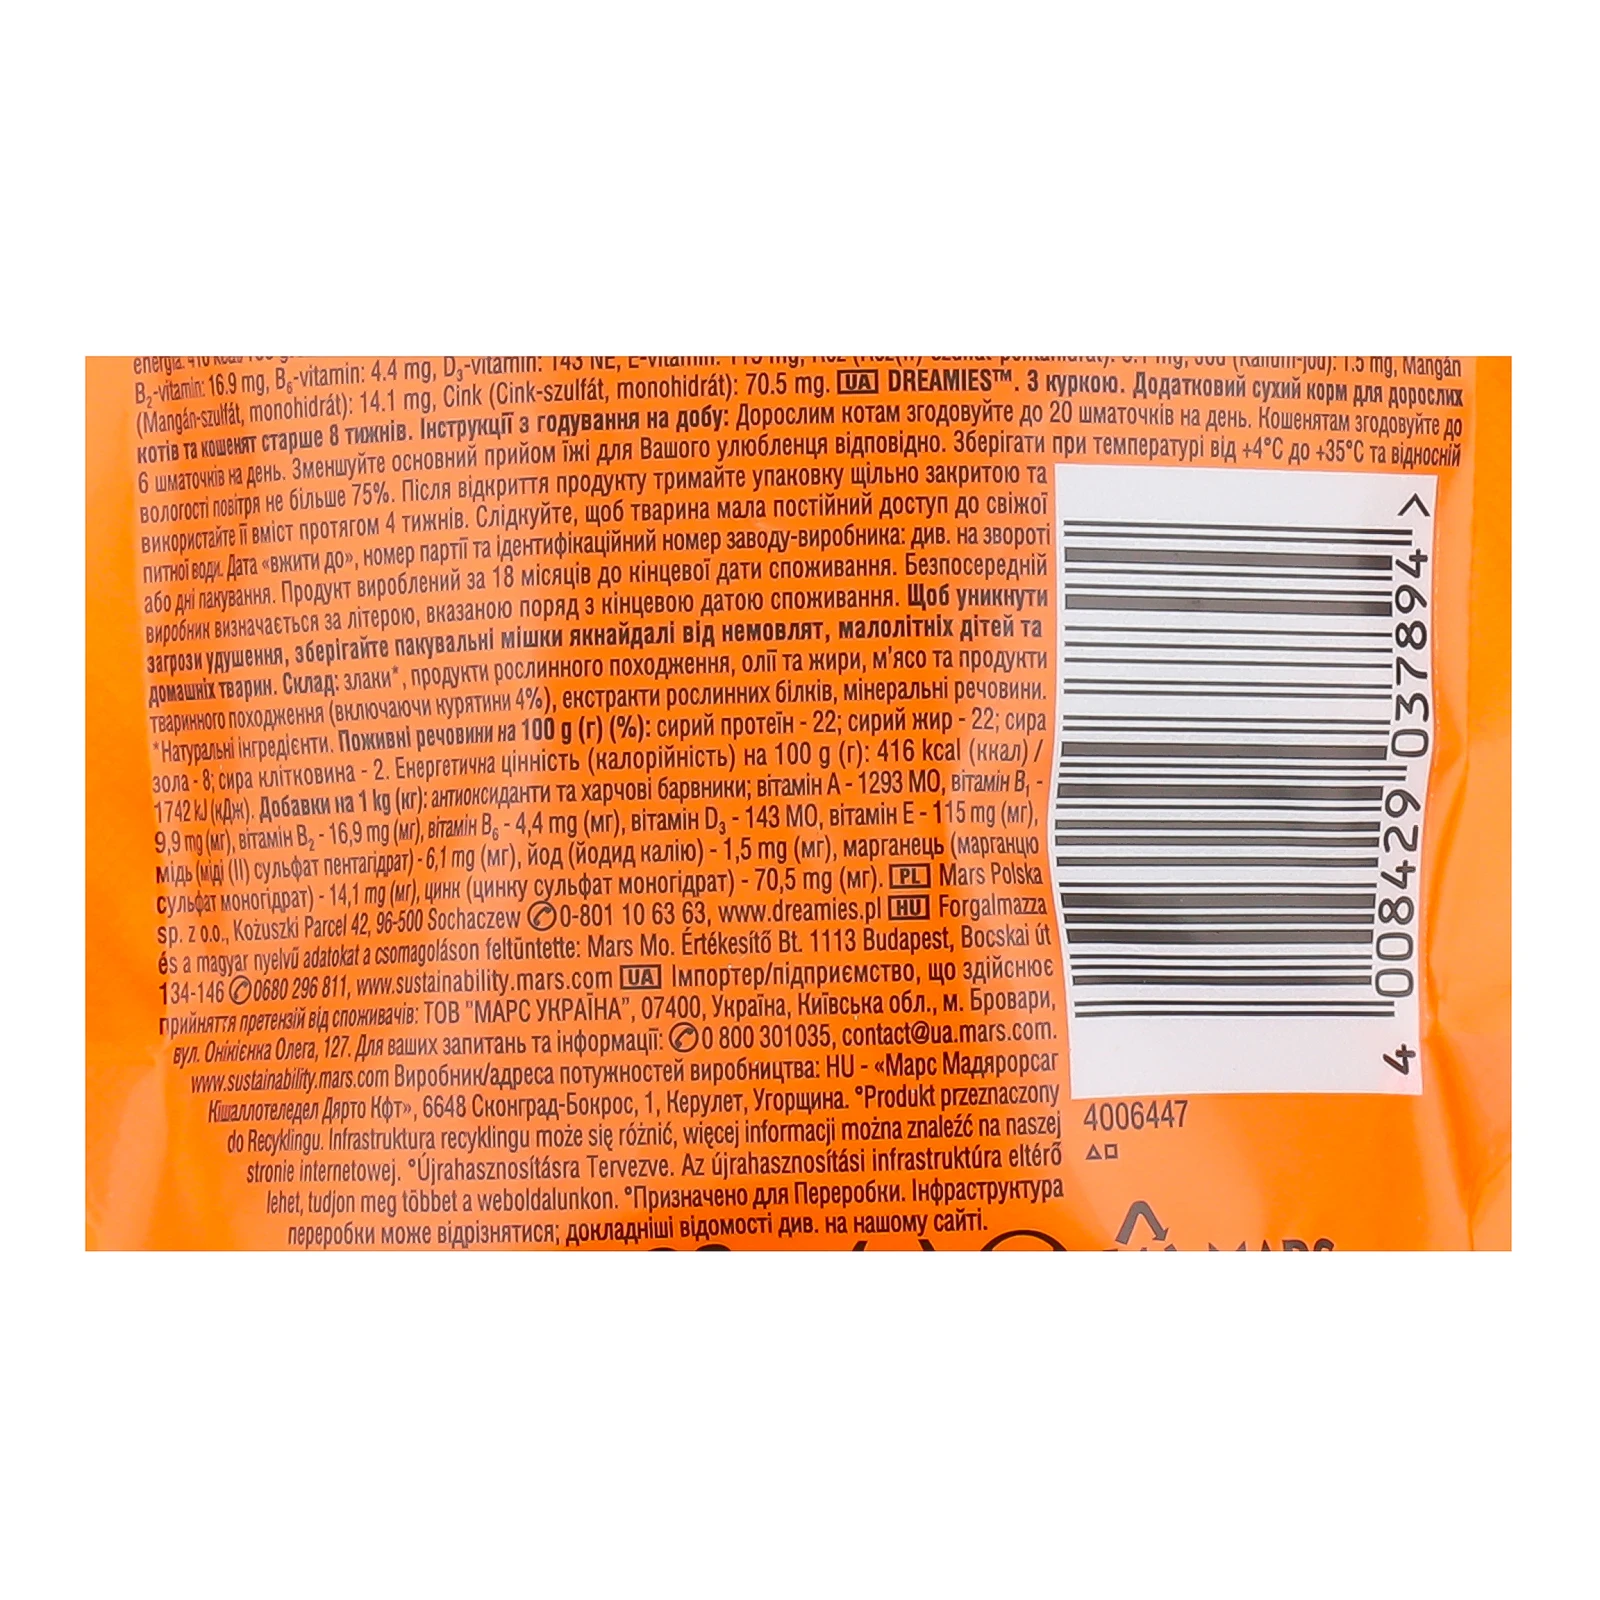 energia: 416 kcal/100 g
B₂-vitamin: 16.9 mg, B₆-vitamin: 4.4 mg, D₃-vitamin: 143 NE, E-vitamin: 115 mg, Réz (Réz(II)-szulfát pentahidrát): 6.1 mg, Jód (Kálium-jód): 1.5 mg, Mangán
(Mangán-szulfát, monohidrát): 14.1 mg, Cink (Cink-szulfát, monohidrát): 70.5 mg. UA DREAMIES™. З куркою. Додатковий сухий корм для дорослих
котів та кошенят старше 8 тижнів. Інструкції з годування на добу: Дорослим котам згодовуйте до 20 шматочків на день. Кошенятам згодовуйте до
6 шматочків на день. Зменшуйте основний прийом їжі для Вашого улюбленця відповідно. Зберігати при температурі від +4°C до +35°C та відносній
вологості повітря не більше 75%. Після відкриття продукту тримайте упаковку щільно закритою та
використайте її вміст протягом 4 тижнів. Слідкуйте, щоб тварина мала постійний доступ до свіжої
питної води. Дата «вжити до», номер партії та ідентифікаційний номер заводу-виробника: див. на звороті
або дні пакування. Продукт вироблений за 18 місяців до кінцевої дати споживання. Безпосередній
виробник визначається за літерою, вказаною поряд з кінцевою датою споживання. Щоб уникнути
загрози удушення, зберігайте пакувальні мішки якнайдалі від немовлят, малолітніх дітей та
домашніх тварин. Склад: злаки*, продукти рослинного походження, олії та жири, м'ясо та продукти
тваринного походження (включаючи курятини 4%), екстракти рослинних білків, мінеральні речовини.
*Натуральні інгредієнти. Поживні речовини на 100 g (г) (%): сирий протеїн - 22; сирий жир - 22; сира
зола - 8; сира клітковина - 2. Енергетична цінність (калорійність) на 100 g (г): 416 kcal (ккал) /
1742 kJ (кДж). Добавки на 1 kg (кг): антиоксиданти та харчові барвники; вітамін A - 1293 МО, вітамін B₁ -
9,9 mg (мг), вітамін B₂ - 16,9 mg (мг), вітамін B₆ - 4,4 mg (мг), вітамін D₃ - 143 МО, вітамін E - 115 mg (мг),
мідь (міді (II) сульфат пентагідрат) - 6,1 mg (мг), йод (йодид калію) - 1,5 mg (мг), марганець (марганцю
сульфат моногідрат) - 14,1 mg (мг), цинк (цинку сульфат моногідрат) - 70,5 mg (мг). PL Mars Polska
sp. z o.o., Kożuszki Parcel 42, 96-500 Sochaczew ✆0-801 10 63 63, www.dreamies.pl HU Forgalmazza
és a magyar nyelvű adatokat a csomagoláson feltüntette: Mars Mo. Értékesítő Bt. 1113 Budapest, Bocskai út
134-146 ✆0680 296 811, www.sustainability.mars.com UA Імпортер/підприємство, що здійснює
прийняття претензій від споживачів: ТОВ "МАРС УКРАЇНА", 07400, Україна, Київська обл., м. Бровари,
вул. Онікієнка Олега, 127. Для ваших запитань та інформації: ✆0 800 301035, contact@ua.mars.com.
www.sustainability.mars.com Виробник/адреса потужностей виробництва: HU - «Марс Мадярорсаг
Кішаллотеледел Дярто Кфт», 6648 Сконград-Бокрос, 1, Керулет, Угорщина. °Produkt przeznaczony
do Recyklingu. Infrastruktura recyklingu może się różnić, więcej informacji można znaleźć na naszej
stronie internetowej. °Újrahasznosításra Tervezve. Az újrahasznosítási infrastruktúra eltérő
lehet, tudjon meg többet a weboldalunkon. °Призначено для Переробки. Інфраструктура
переробки може відрізнятися; докладніші відомості див. на нашому сайті.
4 008429 037894 >
4006447
MARS